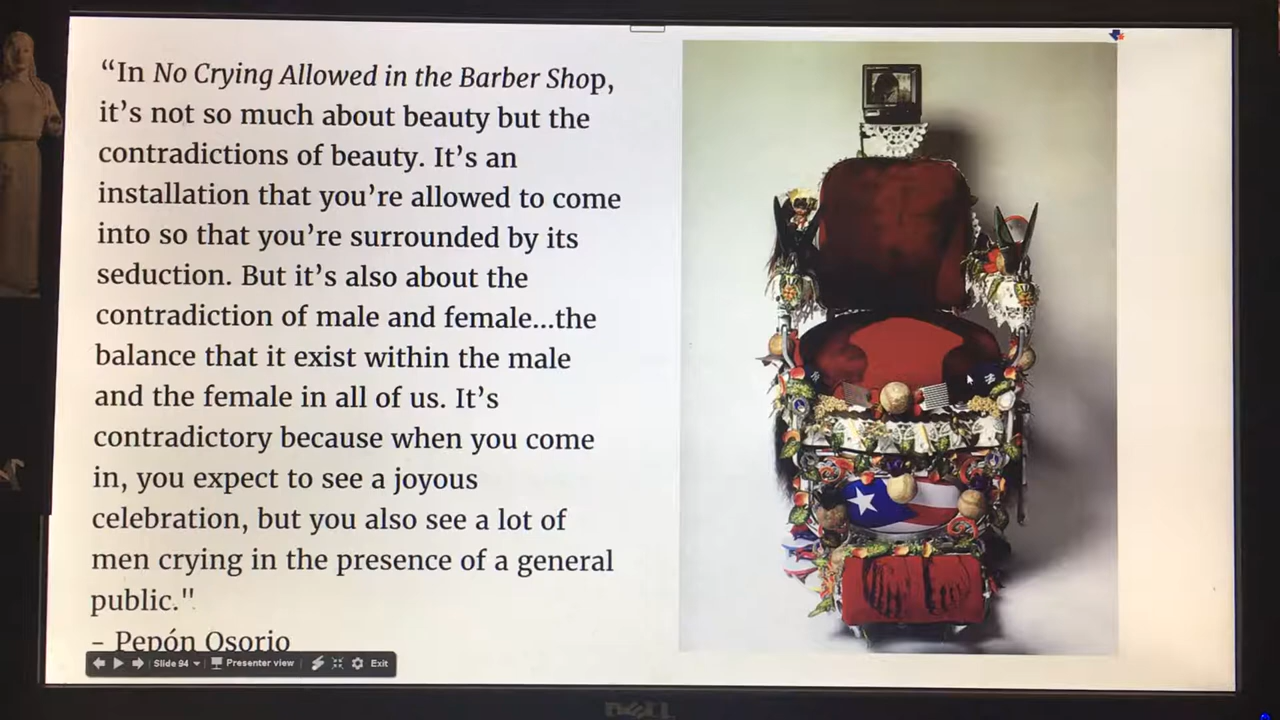 “In No Crying Allowed in the Barber Shop,
it’s not so much about beauty but the
contradictions of beauty. It’s an
installation that you’re allowed to come
into so that you’re surrounded by its
seduction. But it’s also about the
contradiction of male and female...the
balance that it exist within the male
and the female in all of us. It’s
contradictory because when you come
in, you expect to see a joyous
celebration, but you also see a lot of
men crying in the presence of a general
public."
– Pepón Osorio
Slide 94
Presenter view
Exit
DELL